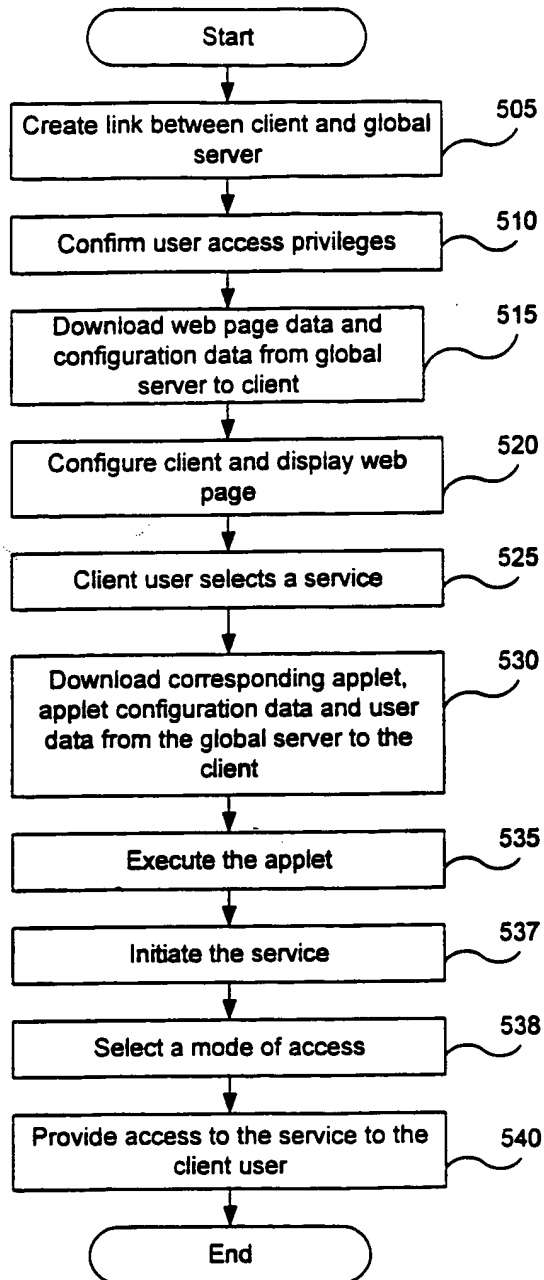 Start
Create link between client and global
server
505
Confirm user access privileges
510
Download web page data and
configuration data from global
server to client
515
Configure client and display web
page
520
Client user selects a service
525
Download corresponding applet,
applet configuration data and user
data from the global server to the
client
530
Execute the applet
535
Initiate the service
537
Select a mode of access
538
Provide access to the service to the
client user
540
End